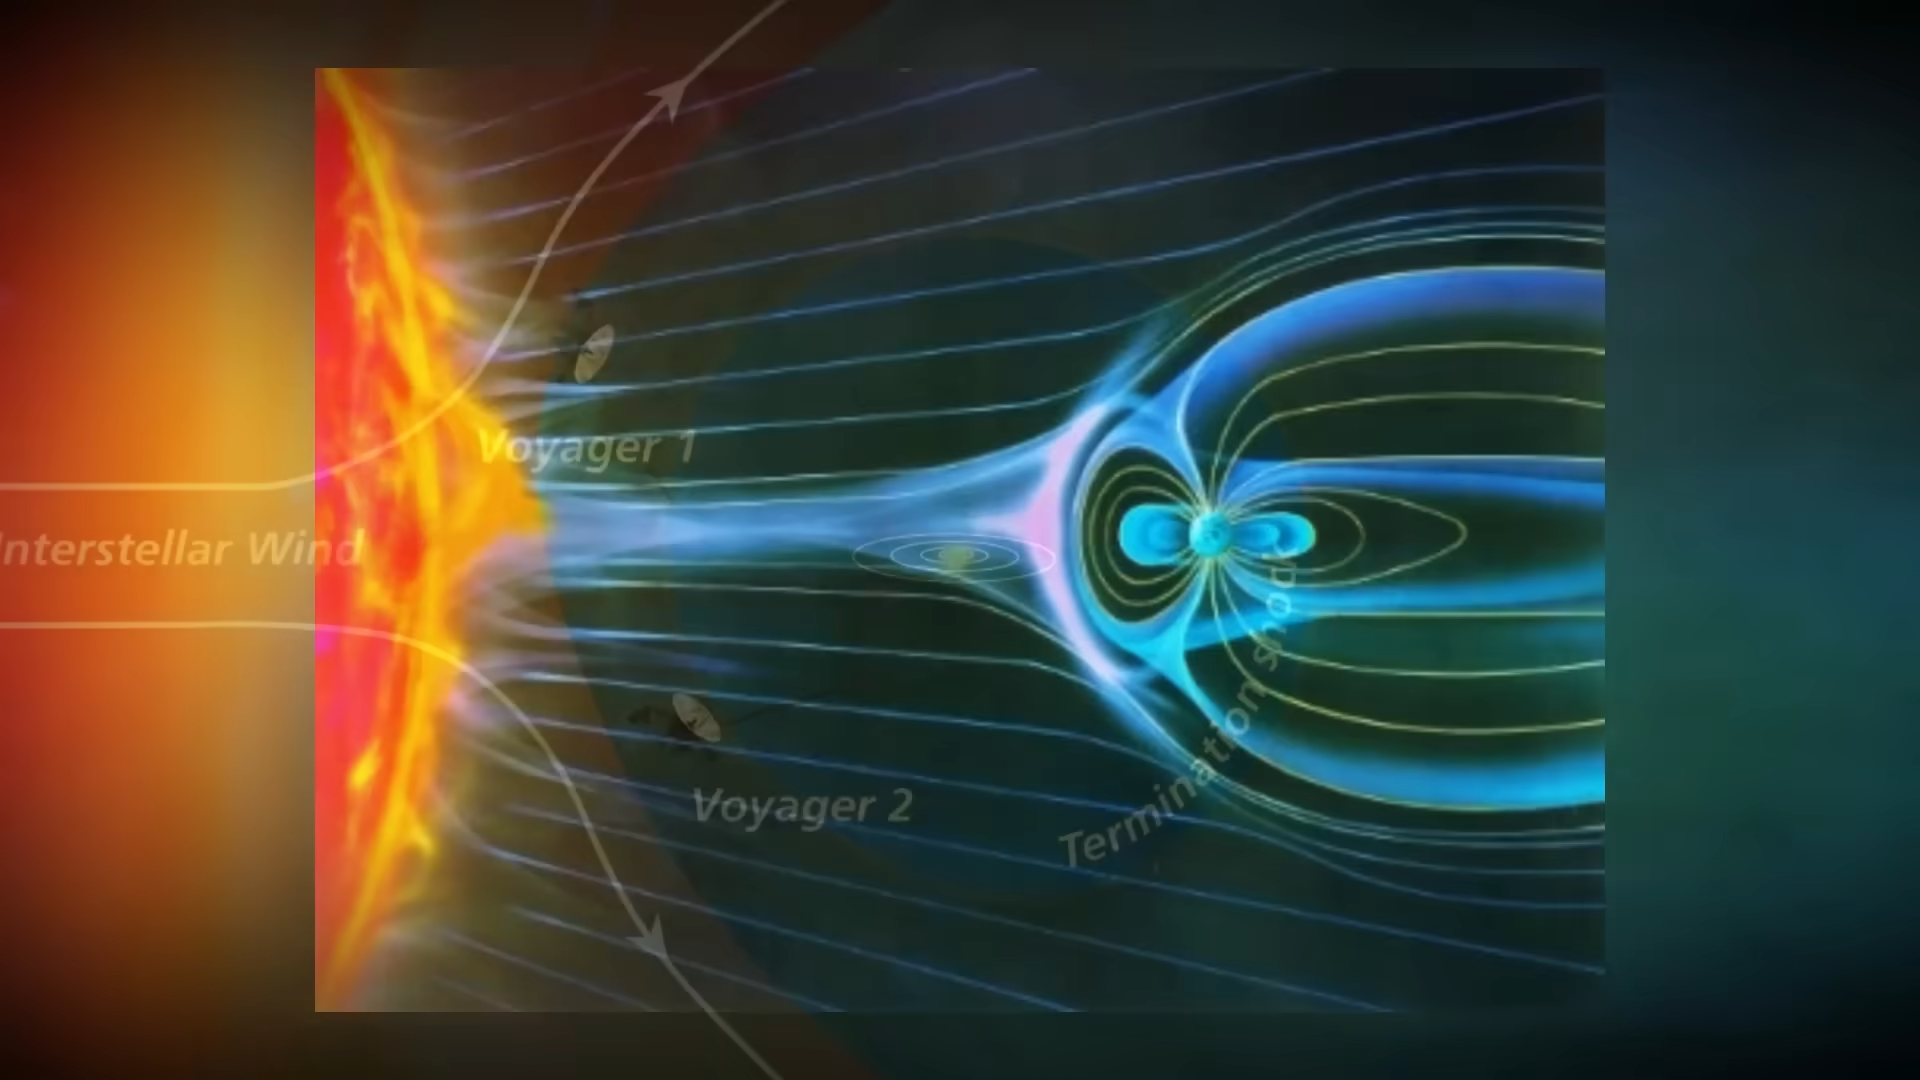 Voyager 1
Interstellar Wind
Voyager 2
Termination shock